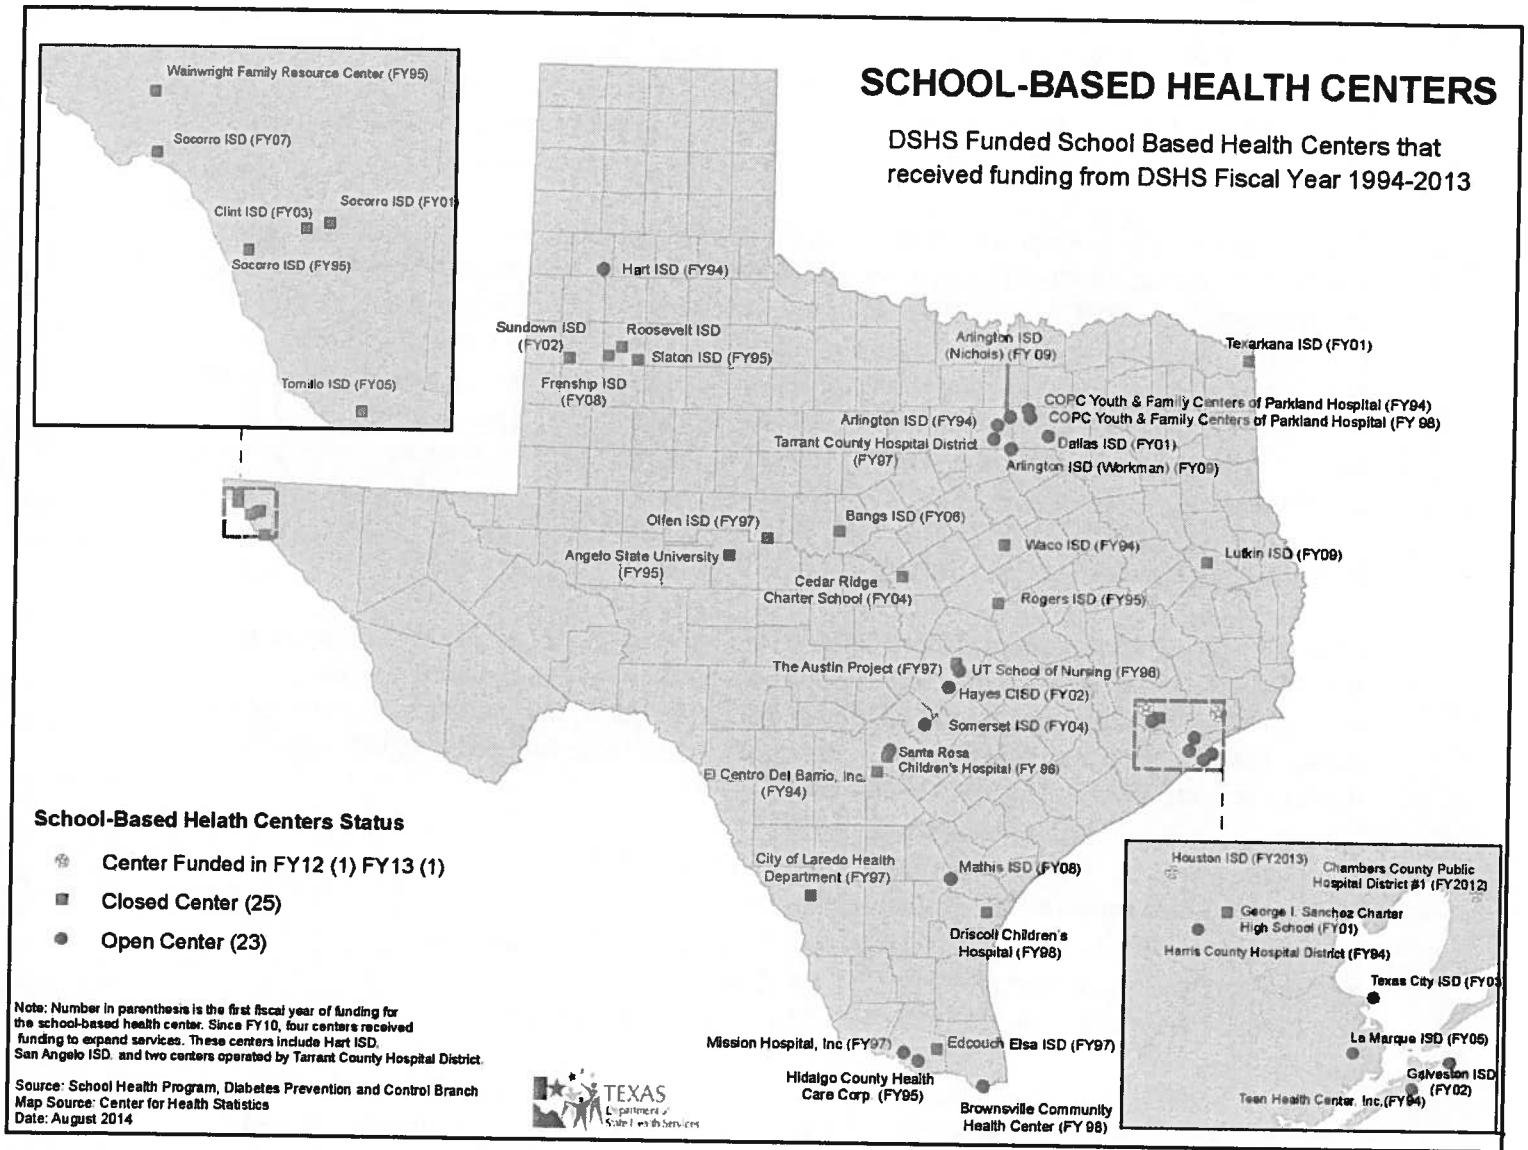 SCHOOL-BASED HEALTH CENTERS
DSHS Funded School Based Health Centers that
received funding from DSHS Fiscal Year 1994-2013
Wainwright Family Resource Center (FY95)
Socorro ISD (FY07)
Socorro ISD (FY01
Clint ISD (FY03)
Socorro ISD (FY95)
Tornillo ISD (FY05)
Hart ISD (FY94)
Sundown ISD
(FY02)
Roosevelt ISD
Slaton ISD (FY95)
Frenship ISD
(FY08)
Arlington ISD
(Nichols) (FY 09)
Texarkana ISD (FY01)
COPC Youth & Family Centers of Parkland Hospital (FY94)
COPC Youth & Family Centers of Parkland Hospital (FY 98)
Arlington ISD (FY94)
Tarrant County Hospital District
(FY97)
Dallas ISD (FY01)
Arlington ISD (Workman) (FY09)
Olfen ISD (FY97)
Bangs ISD (FY06)
Angelo State University
(FY95)
Waco ISD (FY94)
Lufkin ISD (FY09)
Cedar Ridge
Charter School (FY04)
Rogers ISD (FY95)
The Austin Project (FY97)
UT School of Nursing (FY96)
Hayes CISD (FY02)
Somerset ISD (FY04)
Santa Rosa
Children's Hospital (FY 96)
El Centro Del Barrio, Inc.
(FY94)
City of Laredo Health
Department (FY97)
Mathis ISD (FY08)
Driscoll Children's
Hospital (FY98)
Mission Hospital, Inc (FY97)
Edcouch Elsa ISD (FY97)
Hidalgo County Health
Care Corp. (FY95)
Brownsville Community
Health Center (FY 98)
Houston ISD (FY2013)
Chambers County Public
Hospital District #1 (FY2012)
George I. Sanchez Charter
High School (FY01)
Harris County Hospital District (FY94)
Texas City ISD (FY03
La Marque ISD (FY05)
Galveston ISD
(FY02)
Teen Health Center, Inc,(FY94)
School-Based Helath Centers Status
Center Funded in FY12 (1) FY13 (1)
Closed Center (25)
Open Center (23)
Note: Number in parenthesis is the first fiscal year of funding for
the school-based health center. Since FY10, four centers received
funding to expand services. These centers include Hart ISD,
San Angelo ISD, and two centers operated by Tarrant County Hospital District.
Source: School Health Program, Diabetes Prevention and Control Branch
Map Source: Center for Health Statistics
Date: August 2014
TEXAS
Department of
State Health Services